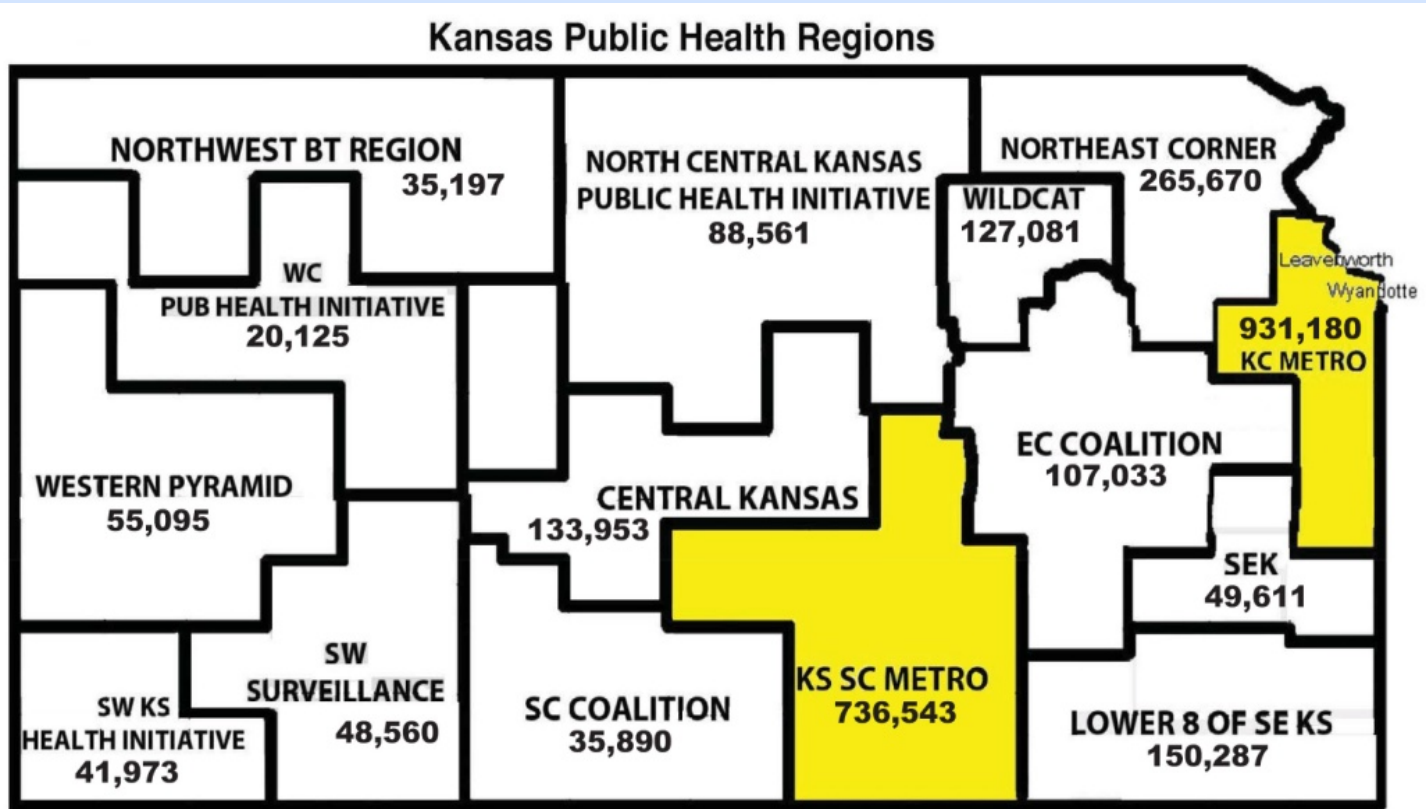 Kansas Public Health Regions
NORTHWEST BT REGION
35,197
NORTH CENTRAL KANSAS
PUBLIC HEALTH INITIATIVE
88,561
NORTHEAST CORNER
265,670
WILDCAT
127,081
Leavenworth
Wyandotte
931,180
KC METRO
WC
PUB HEALTH INITIATIVE
20,125
EC COALITION
107,033
WESTERN PYRAMID
55,095
CENTRAL KANSAS
133,953
SEK
49,611
SW
SURVEILLANCE
48,560
SW KS
HEALTH INITIATIVE
41,973
SC COALITION
35,890
KS SC METRO
736,543
LOWER 8 OF SE KS
150,287